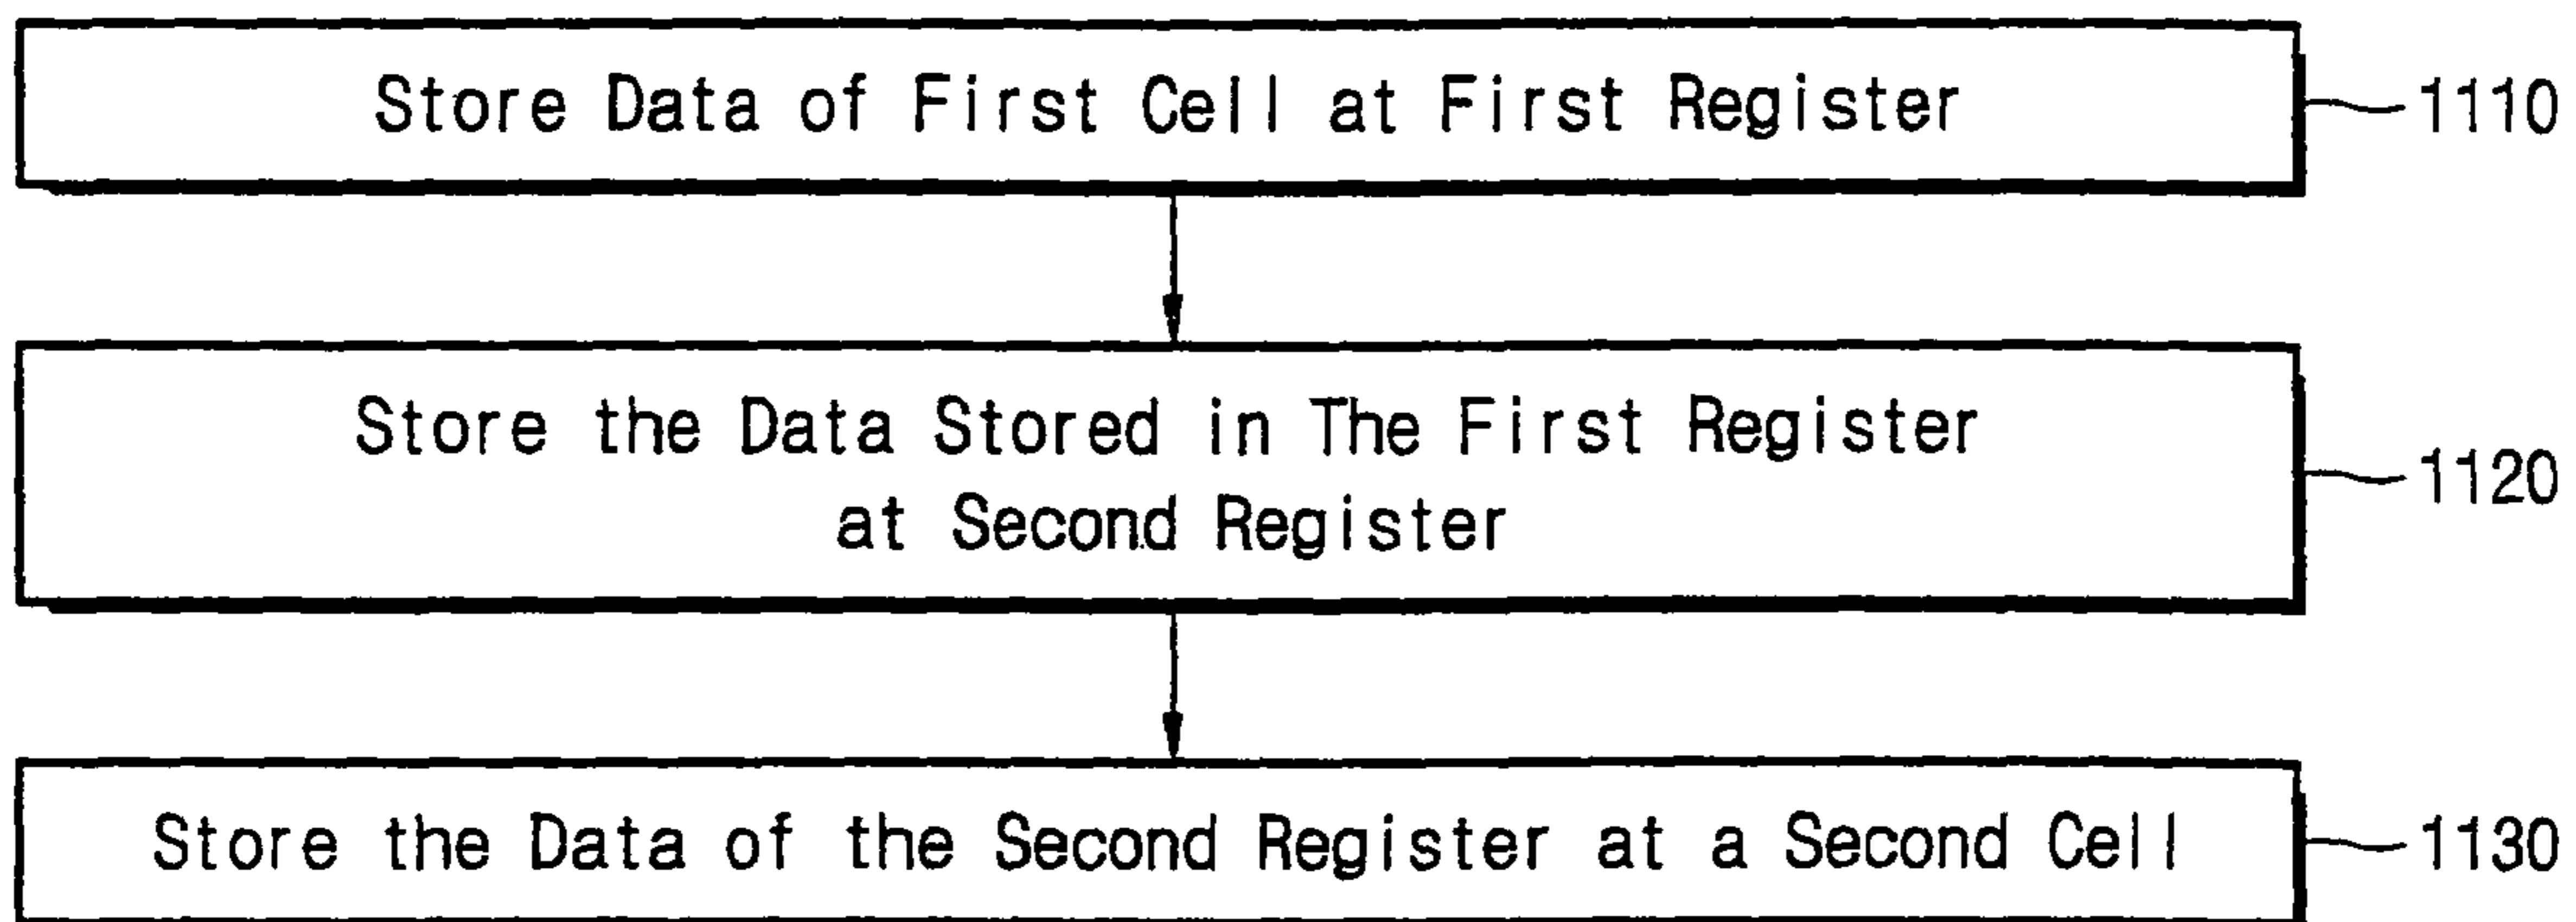 Store Data of First Cell at First Register
1110
Store the Data Stored in The First Register
at Second Register
1120
Store the Data of the Second Register at a Second Cell
1130